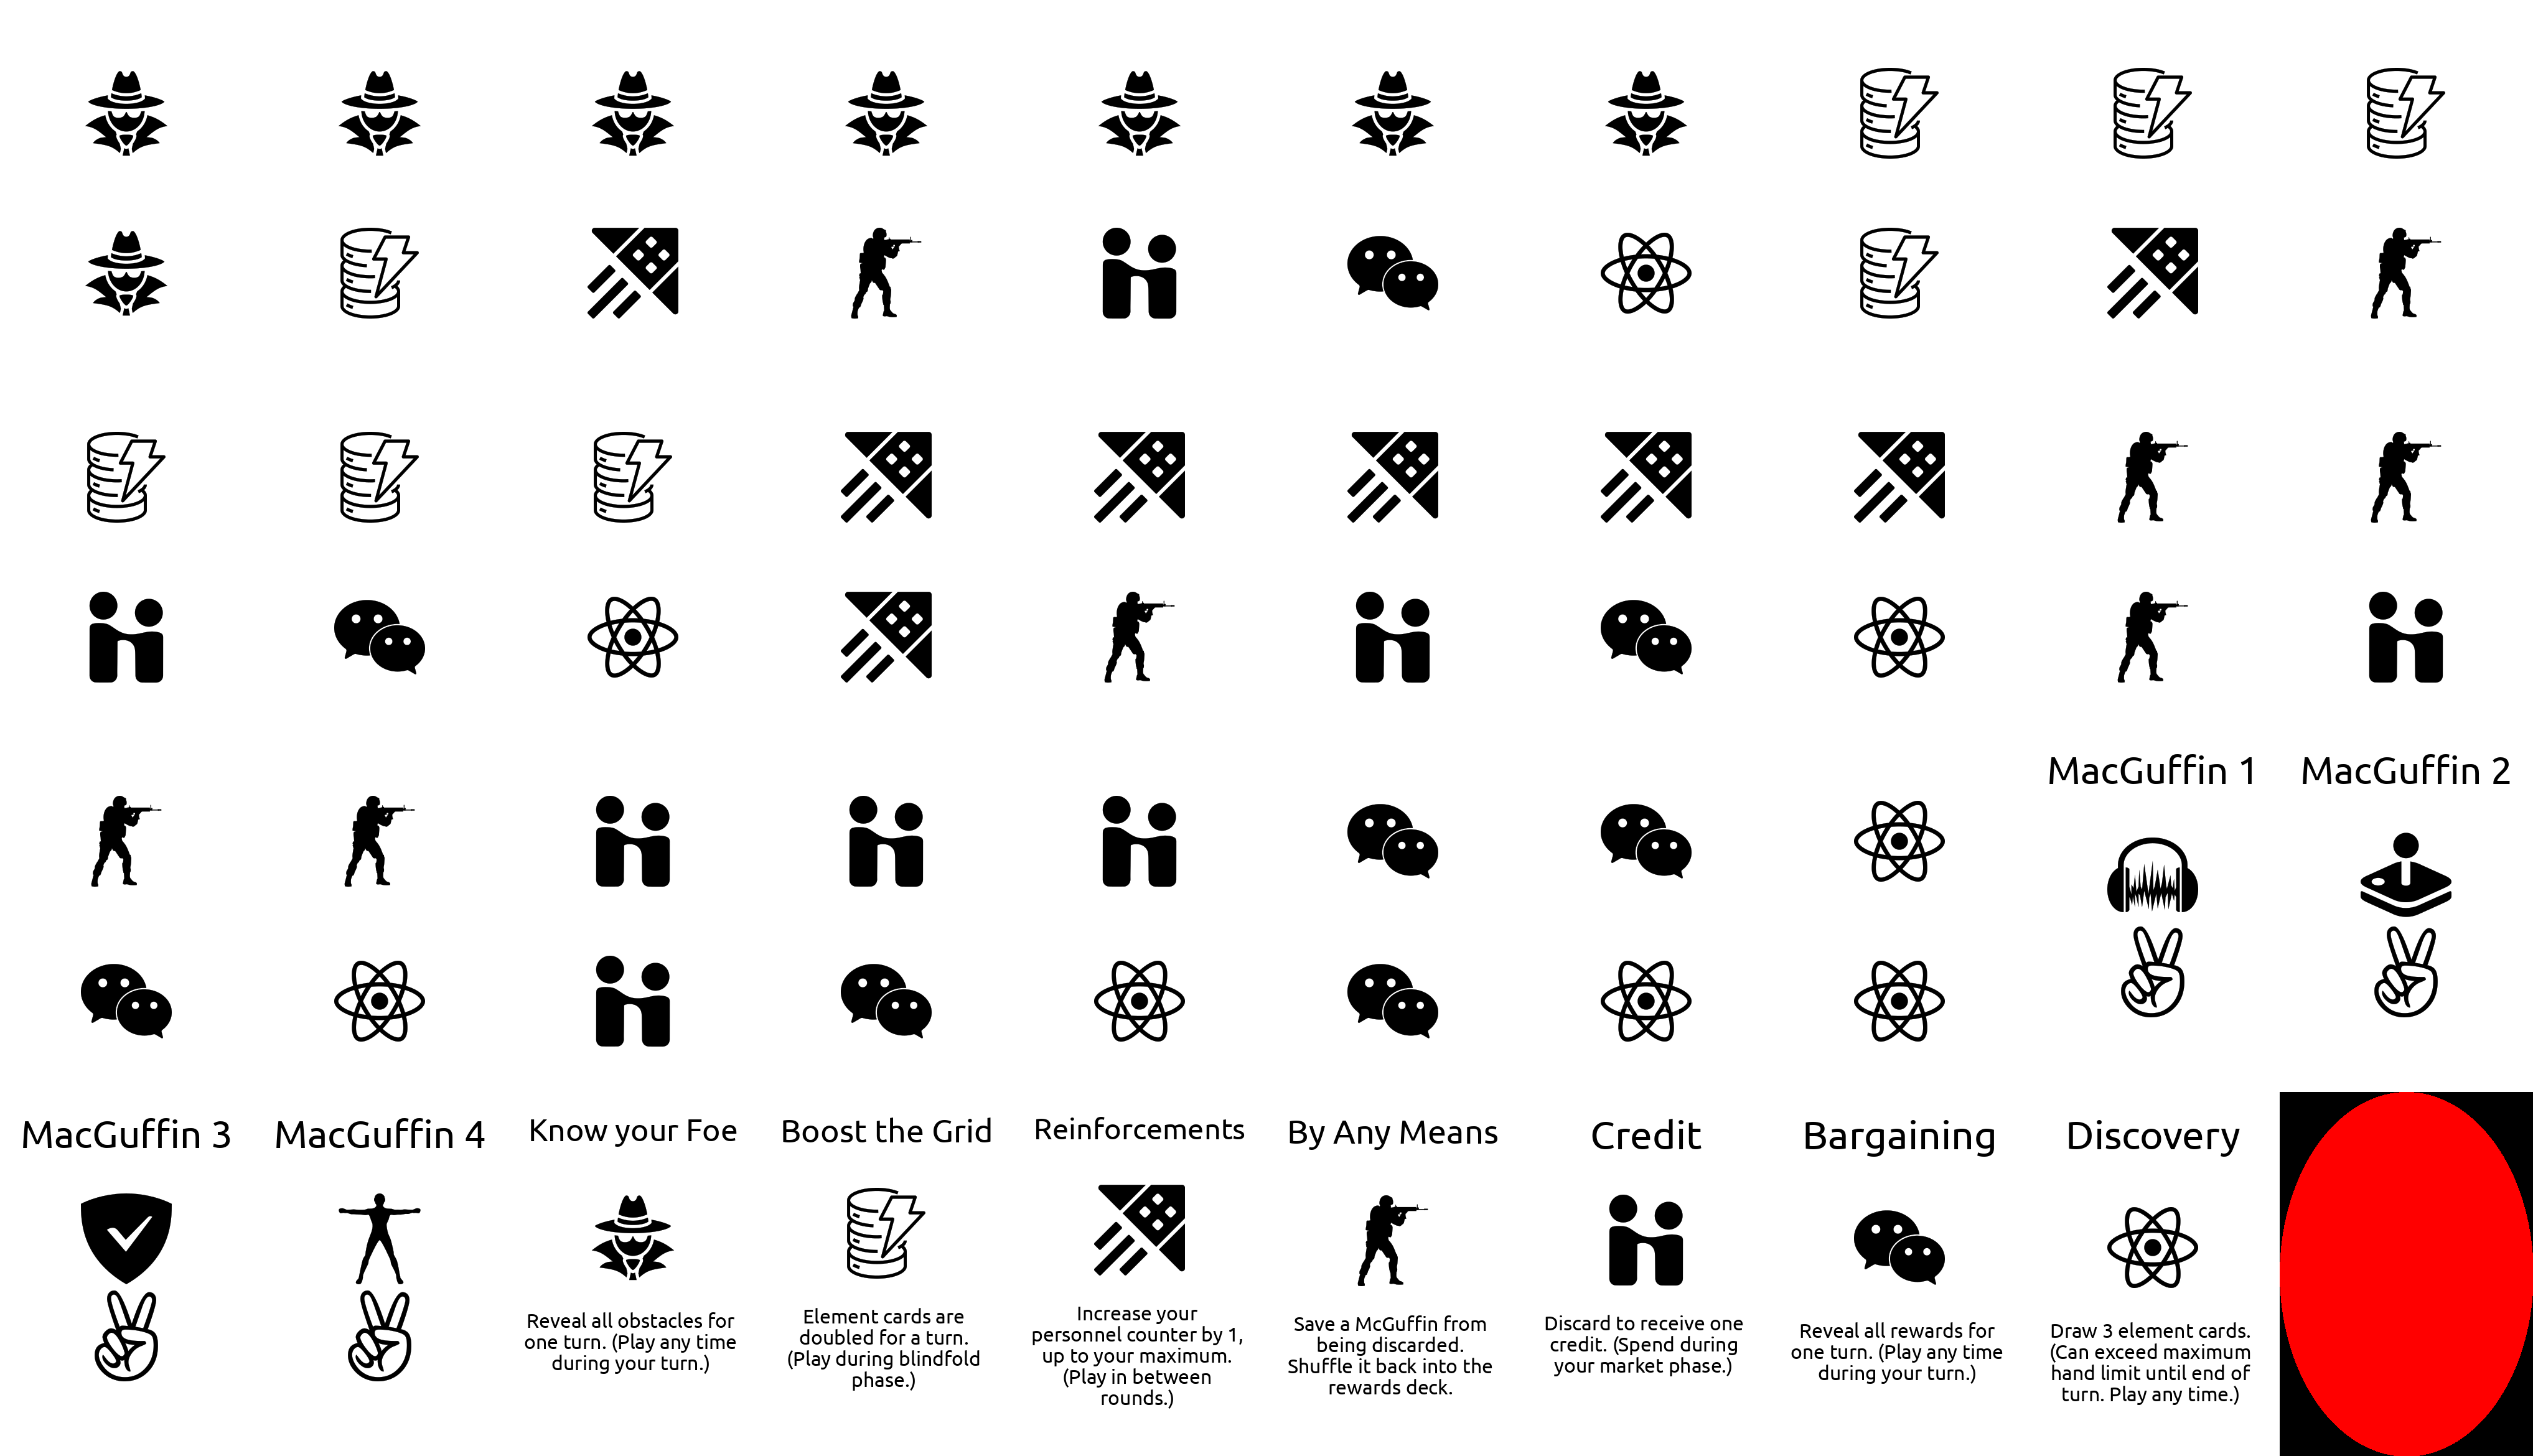 MacGuffin 1
MacGuffin 2
MacGuffin 3
MacGuffin 4
Know your Foe
Reveal all obstacles for
one turn. (Play any time
during your turn.)
Boost the Grid
Element cards are
doubled for a turn.
(Play during blindfold
phase.)
Reinforcements
Increase your
personnel counter by 1,
up to your maximum.
(Play in between
rounds.)
By Any Means
Save a McGuffin from
being discarded.
Shuffle it back into the
rewards deck.
Credit
Discard to receive one
credit. (Spend during
your market phase.)
Bargaining
Reveal all rewards for
one turn. (Play any time
during your turn.)
Discovery
Draw 3 element cards.
(Can exceed maximum
hand limit until end of
turn. Play any time.)